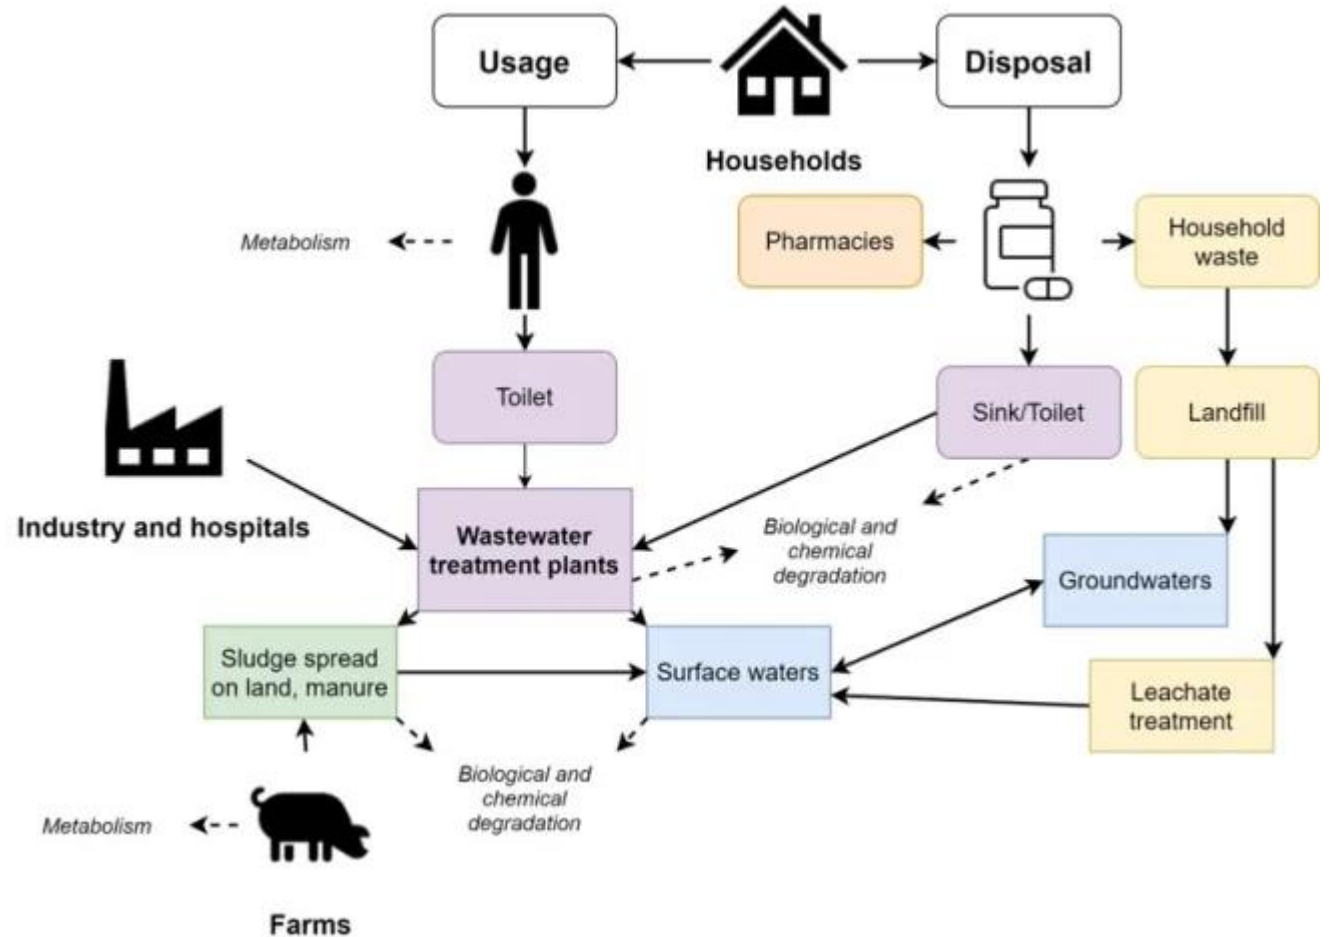 Usage
Disposal
Households
Metabolism
Pharmacies
Household
waste
Toilet
Sink/Toilet
Landfill
Industry and hospitals
Wastewater
treatment plants
Biological and
chemical
degradation
Groundwaters
Sludge spread
on land, manure
Surface waters
Leachate
treatment
Biological and
chemical
degradation
Metabolism
Farms